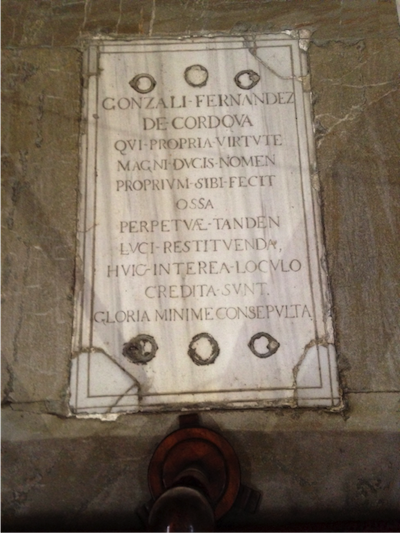 GONZALI·FERNANDEZ
DE·CORDOVA
QVI·PROPRIA·VIRTVTE
MAGNI·DVCIS·NOMEN
PROPRIVM·SIBI·FECIT
OSSA
PERPETVÆ·TANDEN
LVCI·RESTITVENDA,
HVIC·INTEREA·LOCVLO
CREDITA·SVNT.
GLORIA MINIME CONSEPVLTA